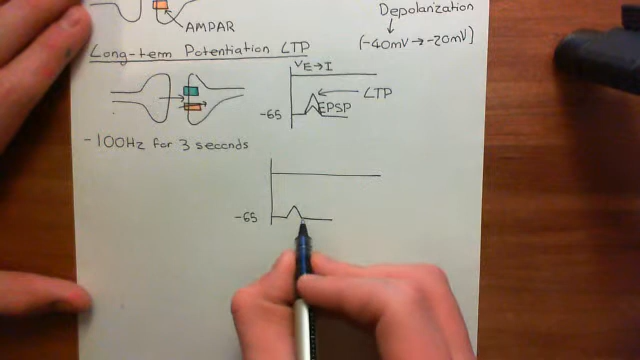 AMPAR
Depolarization
(-40mV → -20mV)
Long-term Potentiation LTP
VE→I
LTP
EPSP
-65
-100Hz for 3 seconds
-65